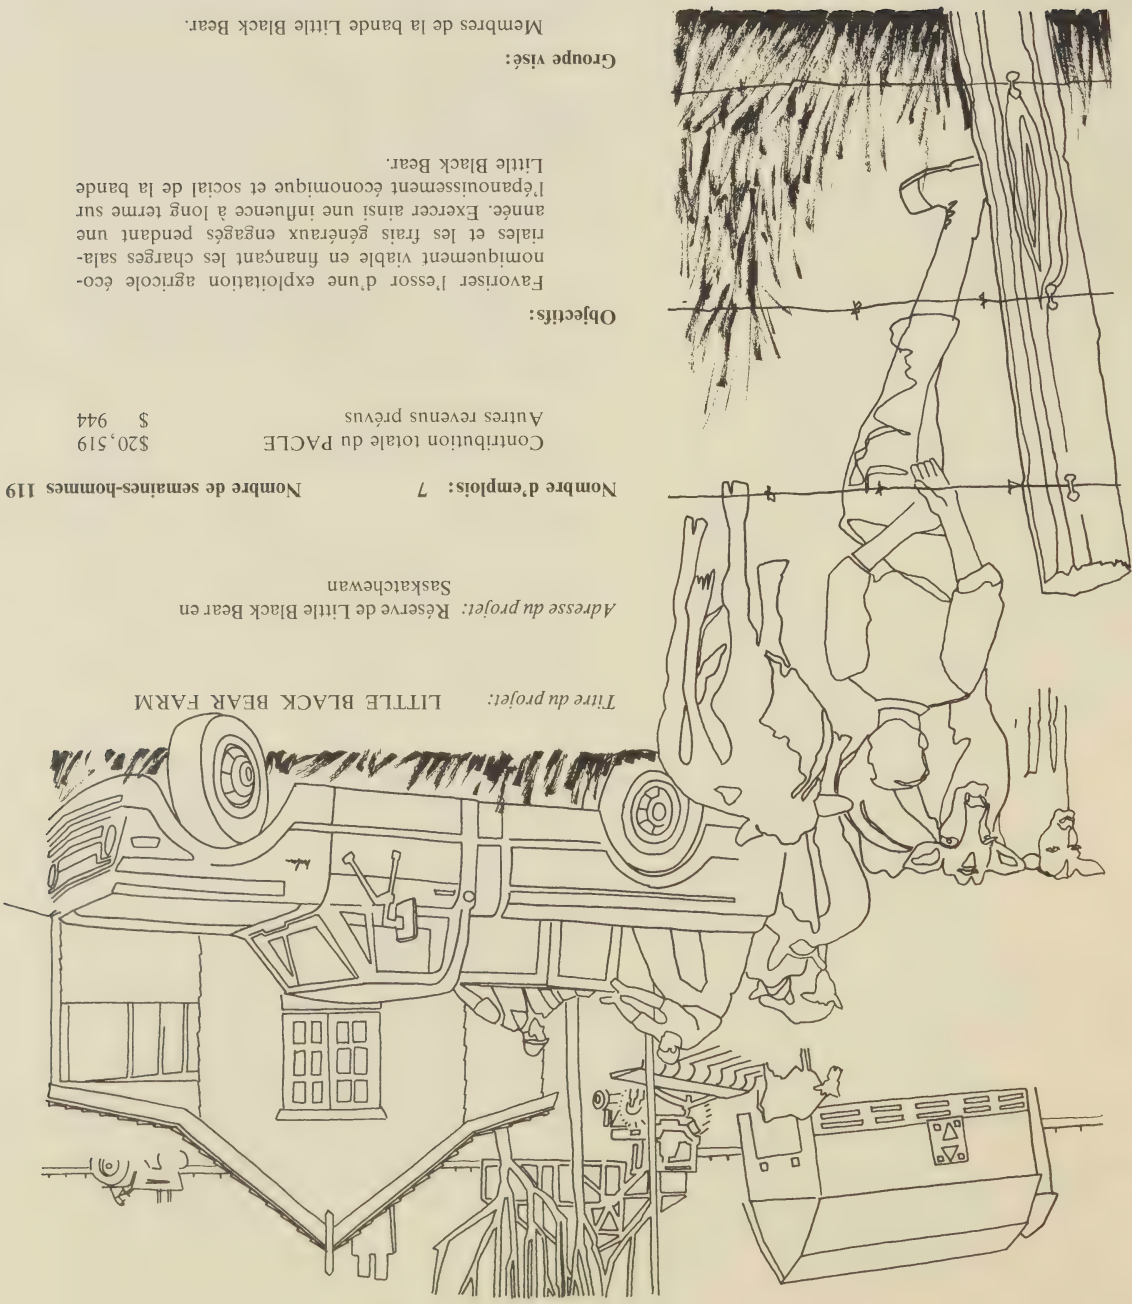 Titre du projet: LITTLE BLACK BEAR FARM
Adresse du projet: Réserve de Little Black Bear en
Saskatchewan
Nombre d'emplois: 7 Nombre de semaines-hommes 119
Contribution totale du PACLE $20,519
Autres revenus prévus $ 944
Objectifs:
Favoriser l'essor d'une exploitation agricole éco-
nomiquement viable en finançant les charges sala-
riales et les frais généraux engagés pendant une
année. Exercer ainsi une influence à long terme sur
l'épanouissement économique et social de la bande
Little Black Bear.
Groupe visé:
Membres de la bande Little Black Bear.